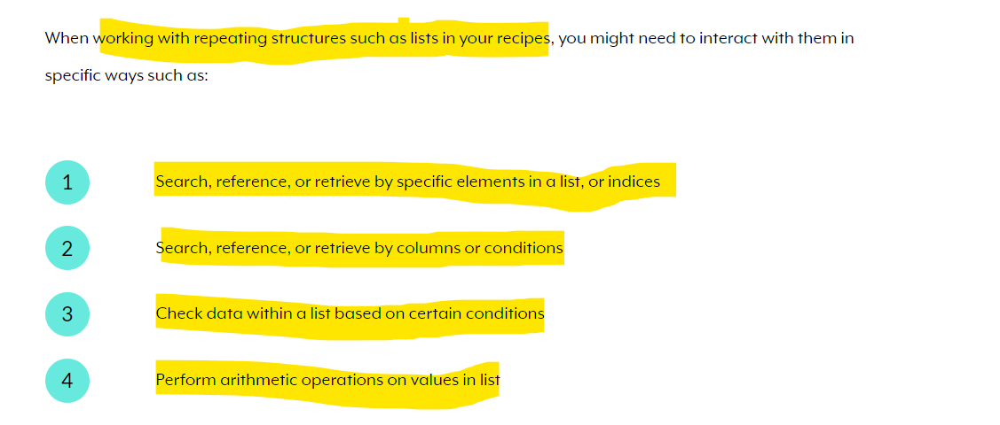 When working with repeating structures such as lists in your recipes, you might need to interact with them in
specific ways such as:
1 Search, reference, or retrieve by specific elements in a list, or indices
2 Search, reference, or retrieve by columns or conditions
3 Check data within a list based on certain conditions
4 Perform arithmetic operations on values in list